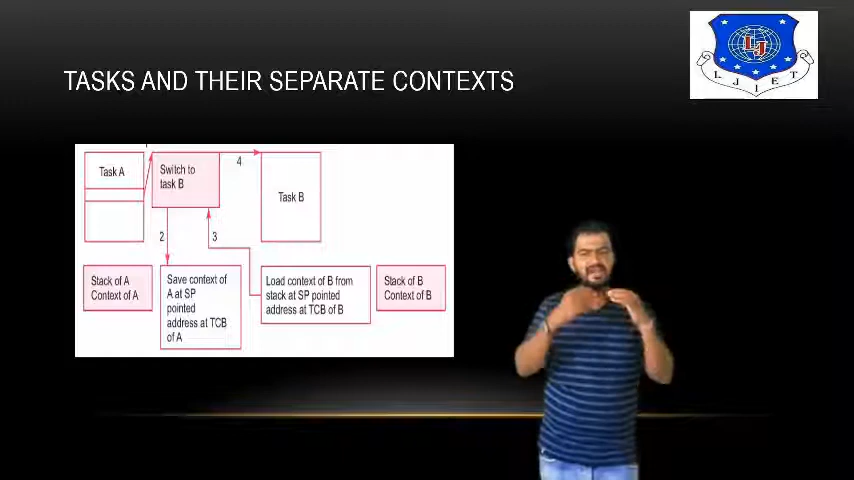 TASKS AND THEIR SEPARATE CONTEXTS
LJ
L J I E T
Task A
Switch to
task B
4
Task B
2
3
Stack of A
Context of A
Save context of
A at SP
pointed
address at TCB
of A
Load context of B from
stack at SP pointed
address at TCB of B
Stack of B
Context of B